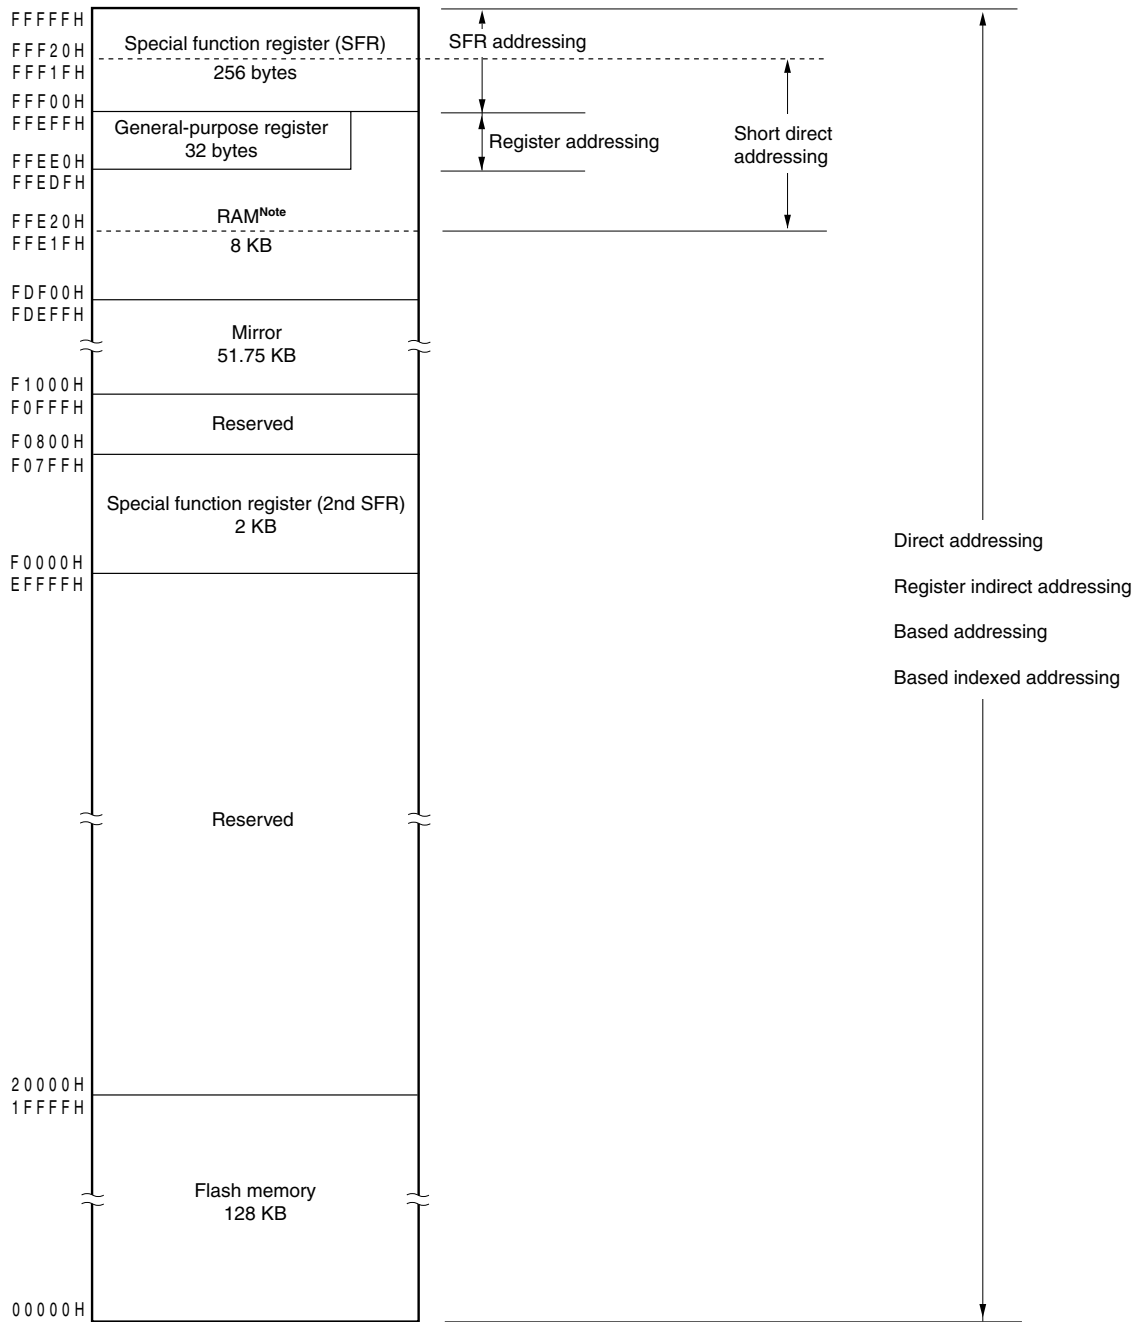 FFFFFH
FFF20H
FFF1FH
FFF00H
FFEFFH
FFEE0H
FFEDFH
FFE20H
FFE1FH
FDF00H
FDEFFH
F1000H
F0FFFH
F0800H
F07FFH
F0000H
EFFFFH
20000H
1FFFFH
00000H
Special function register (SFR)
256 bytes
General-purpose register
32 bytes
RAMNote
8 KB
Mirror
51.75 KB
Reserved
Special function register (2nd SFR)
2 KB
Reserved
Flash memory
128 KB
SFR addressing
Register addressing
Short direct
addressing
Direct addressing
Register indirect addressing
Based addressing
Based indexed addressing